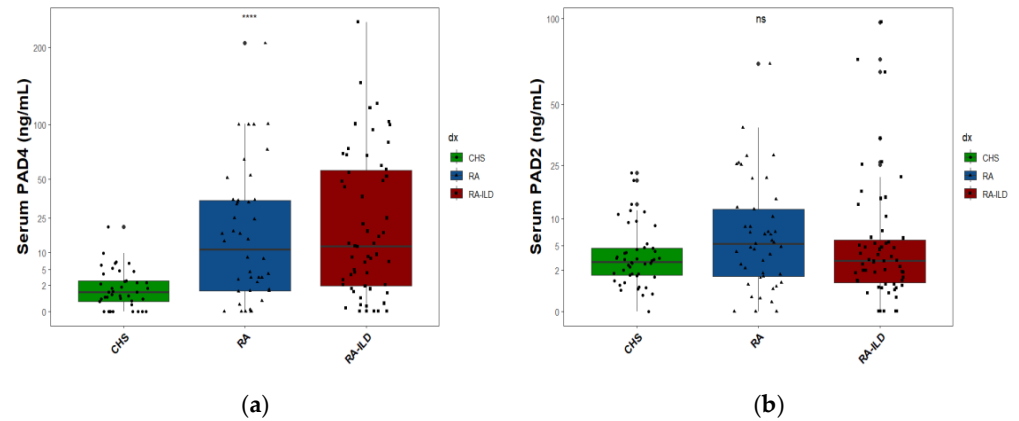 ****
Serum PAD4 (ng/mL)
200
100
50
25
10
5
2
0
CHS
RA
RA-ILD
dx
CHS
RA
RA-ILD
(a)
ns
Serum PAD2 (ng/mL)
100
50
25
10
5
2
0
CHS
RA
RA-ILD
dx
CHS
RA
RA-ILD
(b)